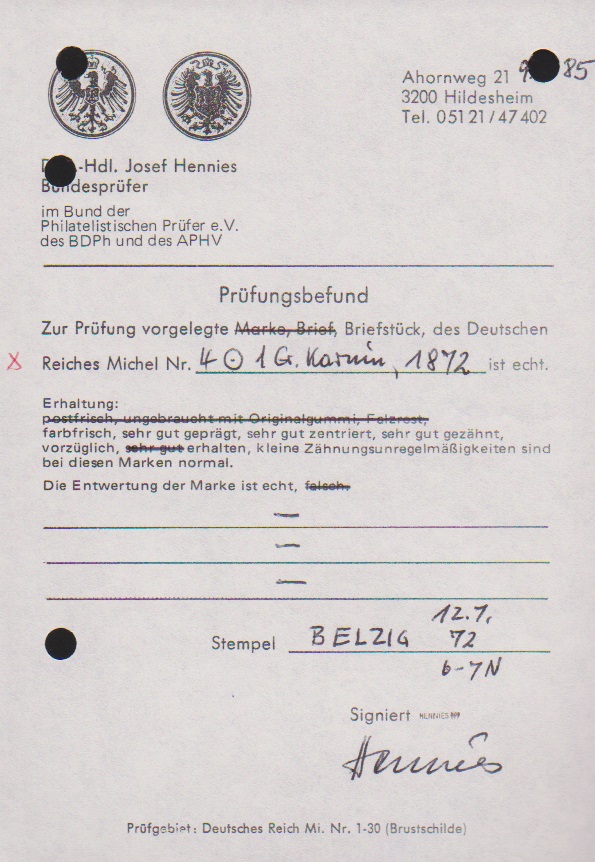 Ahornweg 21 85
3200 Hildesheim
Tel. 05121/47402
-Hdl. Josef Hennies
Bundesprüfer
im Bund der
Philatelistischen Prüfer e.V.
des BDPh und des APHV
Prüfungsbefund
Zur Prüfung vorgelegte Marke, Brief, Briefstück, des Deutschen
X Reiches Michel Nr. 4 ⊙ 1 Gr. Karmin, 1872 ist echt.
Erhaltung:
postfrisch, ungebraucht mit Originalgummi, Falzrest,
farbfrisch, sehr gut geprägt, sehr gut zentriert, sehr gut gezähnt,
vorzüglich, sehr gut erhalten, kleine Zähnungsunregelmäßigkeiten sind
bei diesen Marken normal.
Die Entwertung der Marke ist echt, falsch.
—
—
—
12.7.
Stempel BELZIG 72
6-7N
Signiert HENNIES BPP
Hennies
Prüfgebiet: Deutsches Reich Mi. Nr. 1-30 (Brustschilde)